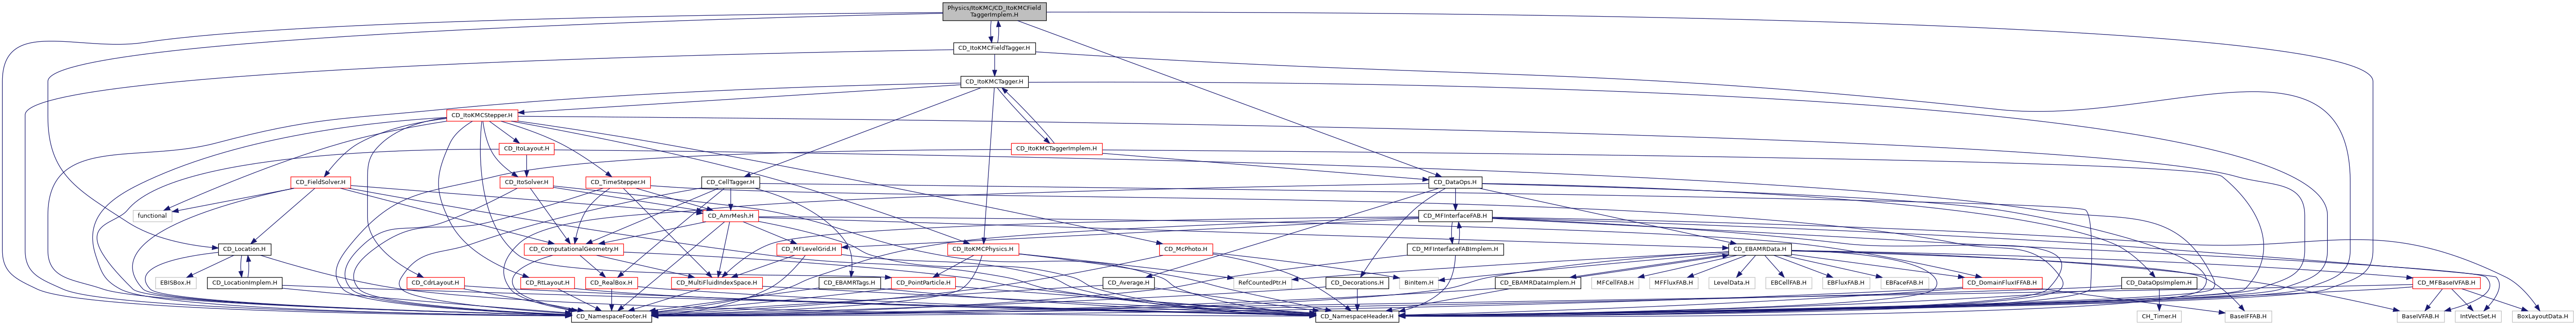 Physics/ItoKMC/CD_ItoKMCField
TaggerImplem.H
CD_ItoKMCFieldTagger.H
CD_ItoKMCTagger.H
CD_ItoKMCStepper.H
CD_ItoLayout.H
CD_ItoKMCTaggerImplem.H
CD_FieldSolver.H
CD_ItoSolver.H
CD_TimeStepper.H
CD_CellTagger.H
CD_DataOps.H
functional
CD_AmrMesh.H
CD_MFInterfaceFAB.H
CD_Location.H
CD_ComputationalGeometry.H
CD_MFLevelGrid.H
CD_ItoKMCPhysics.H
CD_McPhoto.H
CD_MFInterfaceFABImplem.H
CD_EBAMRData.H
EBISBox.H
CD_LocationImplem.H
CD_CdrLayout.H
CD_RtLayout.H
CD_RealBox.H
CD_MultiFluidIndexSpace.H
CD_EBAMRTags.H
CD_PointParticle.H
CD_Average.H
RefCountedPtr.H
CD_Decorations.H
BinItem.H
CD_EBAMRDataImplem.H
MFCellFAB.H
MFFluxFAB.H
LevelData.H
EBCellFAB.H
EBFluxFAB.H
EBFaceFAB.H
CD_DomainFluxIFFAB.H
CD_DataOpsImplem.H
CD_MFBaseIVFAB.H
CD_NamespaceFooter.H
CD_NamespaceHeader.H
CH_Timer.H
BaseIFFAB.H
BaseIVFAB.H
IntVectSet.H
BoxLayoutData.H